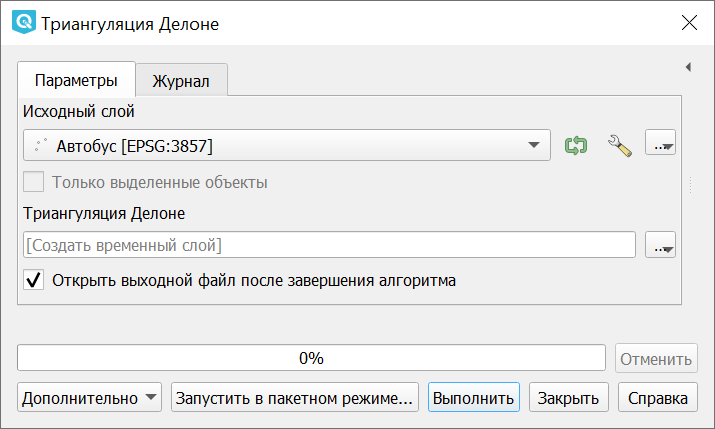 Триангуляция Делоне
Параметры
Журнал
Исходный слой
Автобус [EPSG:3857]
...
Только выделенные объекты
Триангуляция Делоне
[Создать временный слой]
...
Открыть выходной файл после завершения алгоритма
0%
Отменить
Дополнительно
Запустить в пакетном режиме...
Выполнить
Закрыть
Справка